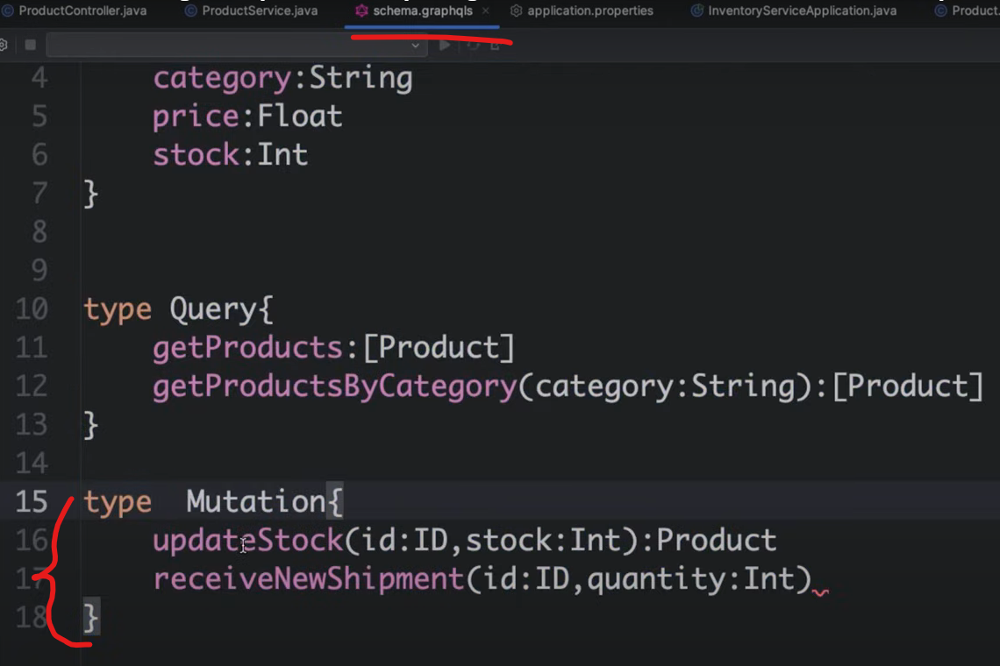 ProductController.java ProductService.java schema.graphqls application.properties InventoryServiceApplication.java Product.
4 category:String
5 price:Float
6 stock:Int
7 }
8
9
10 type Query{
11 getProducts:[Product]
12 getProductsByCategory(category:String):[Product]
13 }
14
15 type  Mutation{
16 updateStock(id:ID,stock:Int):Product
17 receiveNewShipment(id:ID,quantity:Int)
18 }